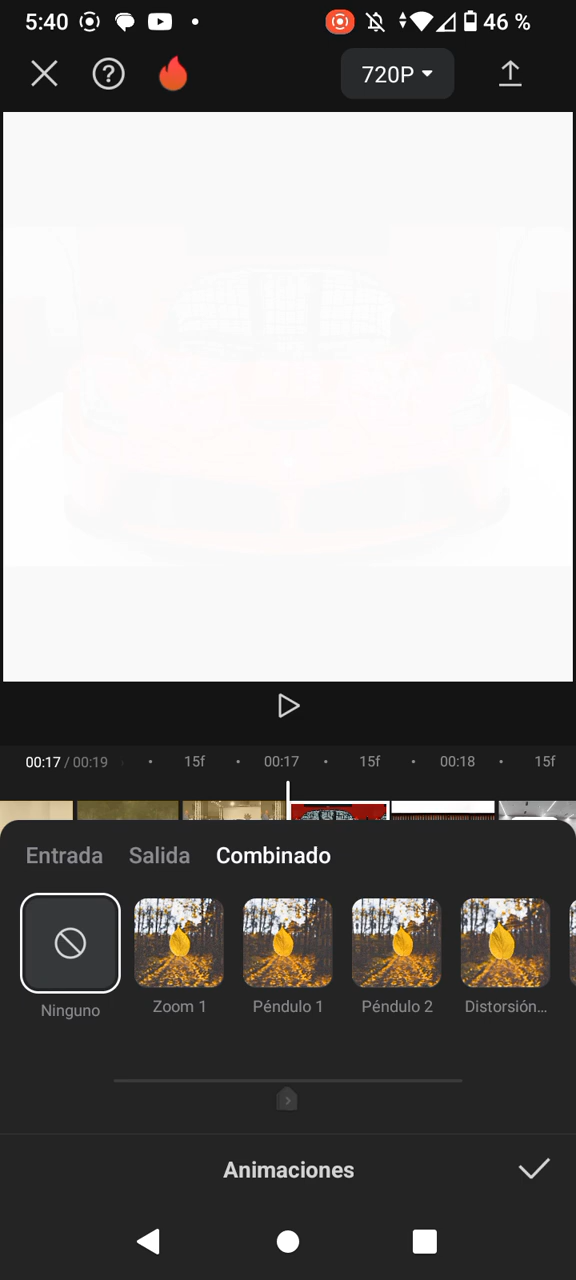 5:40 46 %
720P
00:17 / 00:19 15f 00:17 15f 00:18 15f
Entrada Salida Combinado
Ninguno Zoom 1 Péndulo 1 Péndulo 2 Distorsión...
Animaciones